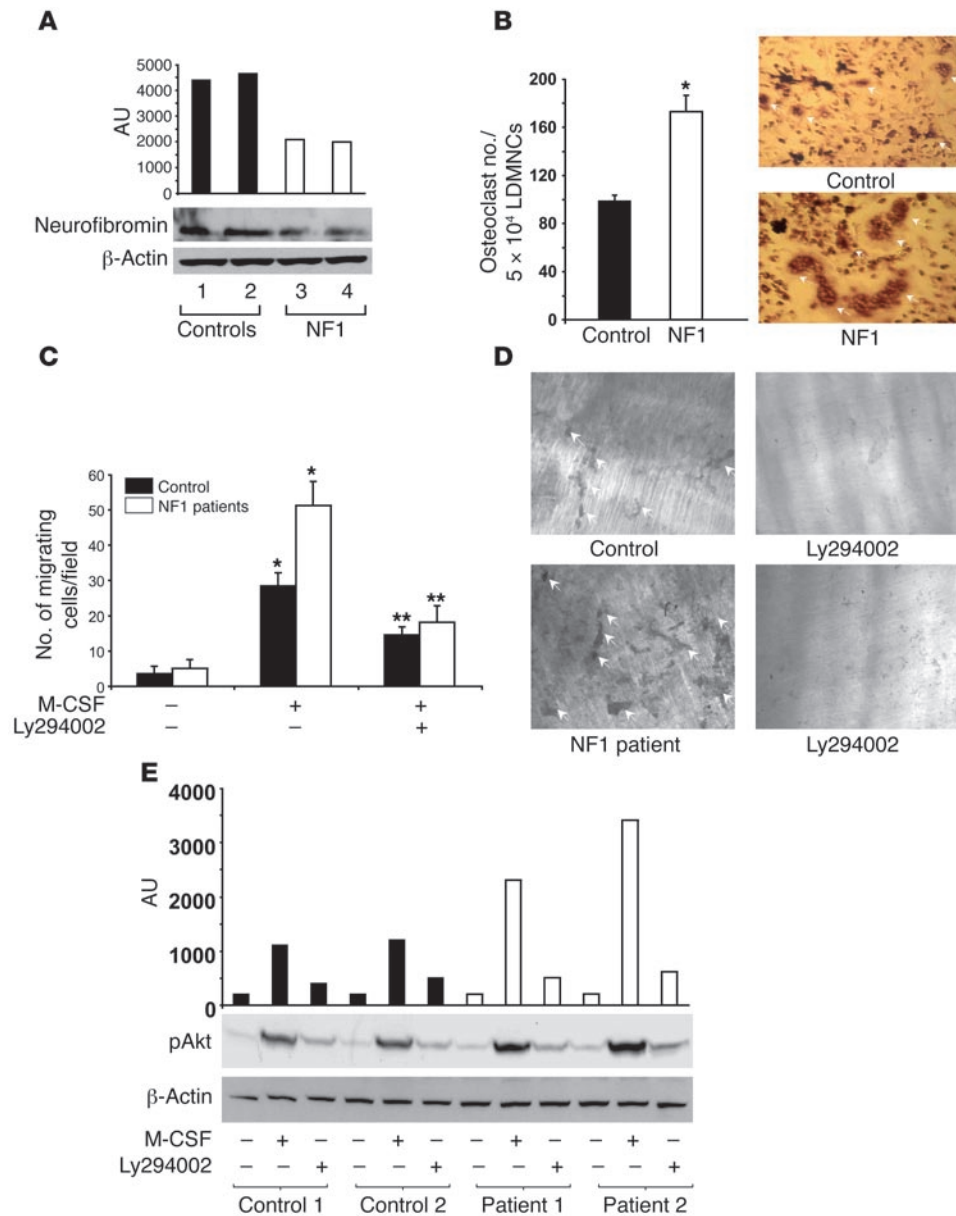 A
5000
4000
3000
2000
1000
0
AU
Neurofibromin
β-Actin
1 2 3 4
Controls NF1
B
200
160
120
80
40
0
Osteoclast no./
5 × 10⁴ LDMNCs
*
Control NF1
Control
NF1
C
60
50
40
30
20
10
0
No. of migrating
cells/field
Control
NF1 patients
* *
** **
M-CSF – + +
Ly294002 – – +
D
Control
Ly294002
NF1 patient
Ly294002
E
4000
3000
2000
1000
0
AU
pAkt
β-Actin
M-CSF – + – – + – – + – – + –
Ly294002 – – + – – + – – + – – +
Control 1 Control 2 Patient 1 Patient 2